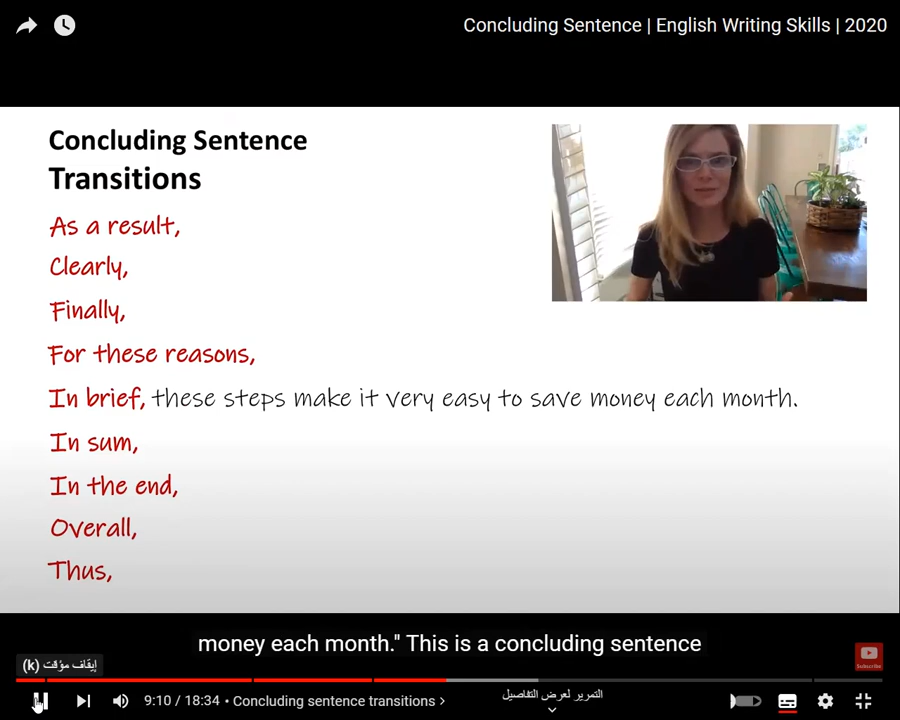 Concluding Sentence | English Writing Skills | 2020
Concluding Sentence
Transitions
As a result,
Clearly,
Finally,
For these reasons,
In brief, these steps make it very easy to save money each month.
In sum,
In the end,
Overall,
Thus,
money each month." This is a concluding sentence
إيقاف مؤقت (k)
Subscribe
9:10 / 18:34 • Concluding sentence transitions >
التمرير لعرض التفاصيل